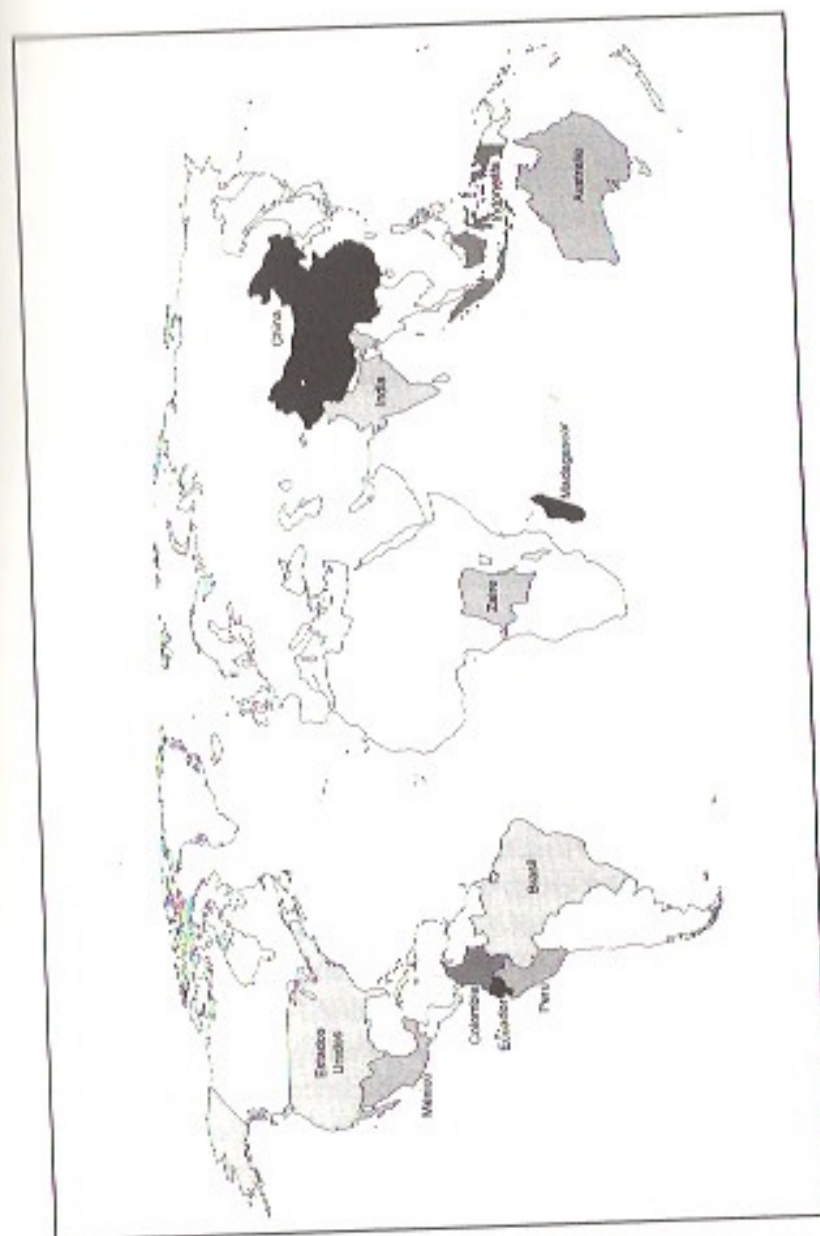 Estados
Unidos
México
Colombia
Ecuador
Perú
Brasil
Zaire
Madagascar
India
China
Indonesia
Australia